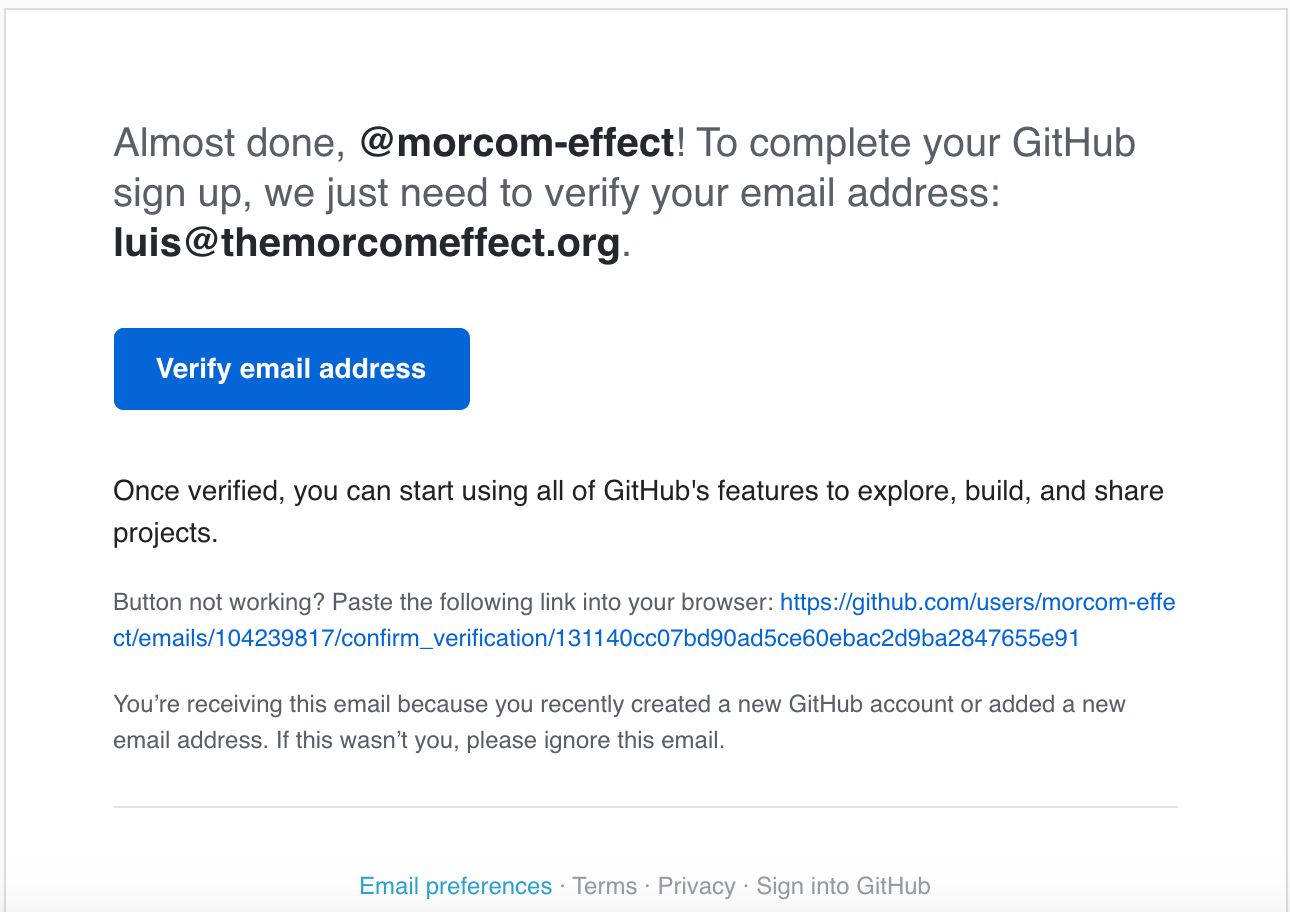 Almost done, @morcom-effect! To complete your GitHub
sign up, we just need to verify your email address:
luis@themorcomeffect.org.
Verify email address
Once verified, you can start using all of GitHub's features to explore, build, and share
projects.
Button not working? Paste the following link into your browser: https://github.com/users/morcom-effe
ct/emails/104239817/confirm_verification/131140cc07bd90ad5ce60ebac2d9ba2847655e91
You’re receiving this email because you recently created a new GitHub account or added a new
email address. If this wasn’t you, please ignore this email.
Email preferences · Terms · Privacy · Sign into GitHub